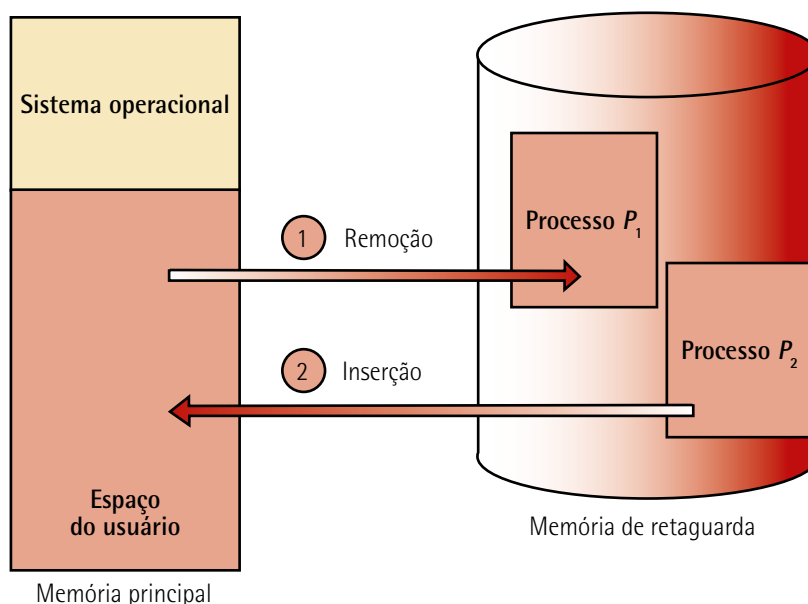 Sistema operacional
Processo P1
1 Remoção
Processo P2
2 Inserção
Espaço
do usuário
Memória de retaguarda
Memória principal